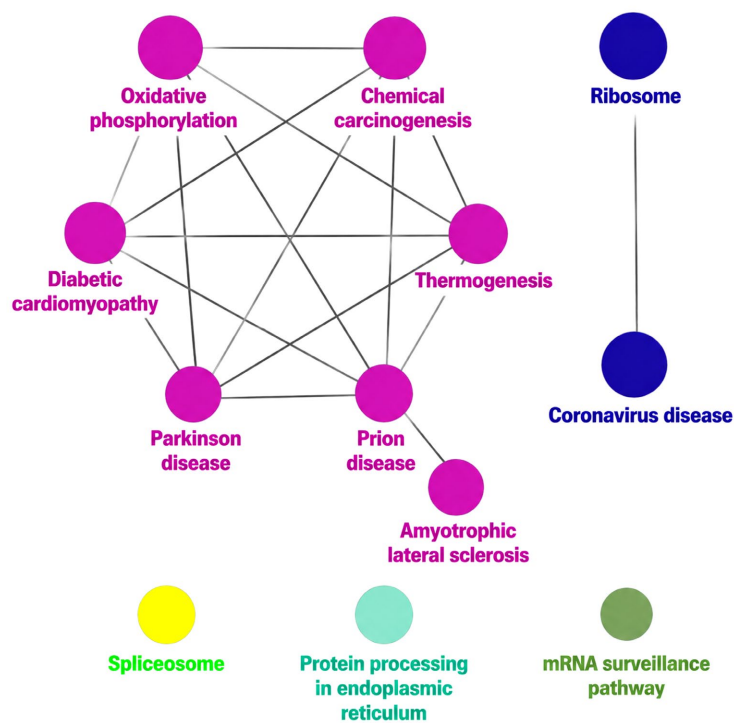 Oxidative
phosphorylation
Chemical
carcinogenesis
Ribosome
Diabetic
cardiomyopathy
Thermogenesis
Parkinson
disease
Prion
disease
Coronavirus disease
Amyotrophic
lateral sclerosis
Spliceosome
Protein processing
in endoplasmic
reticulum
mRNA surveillance
pathway